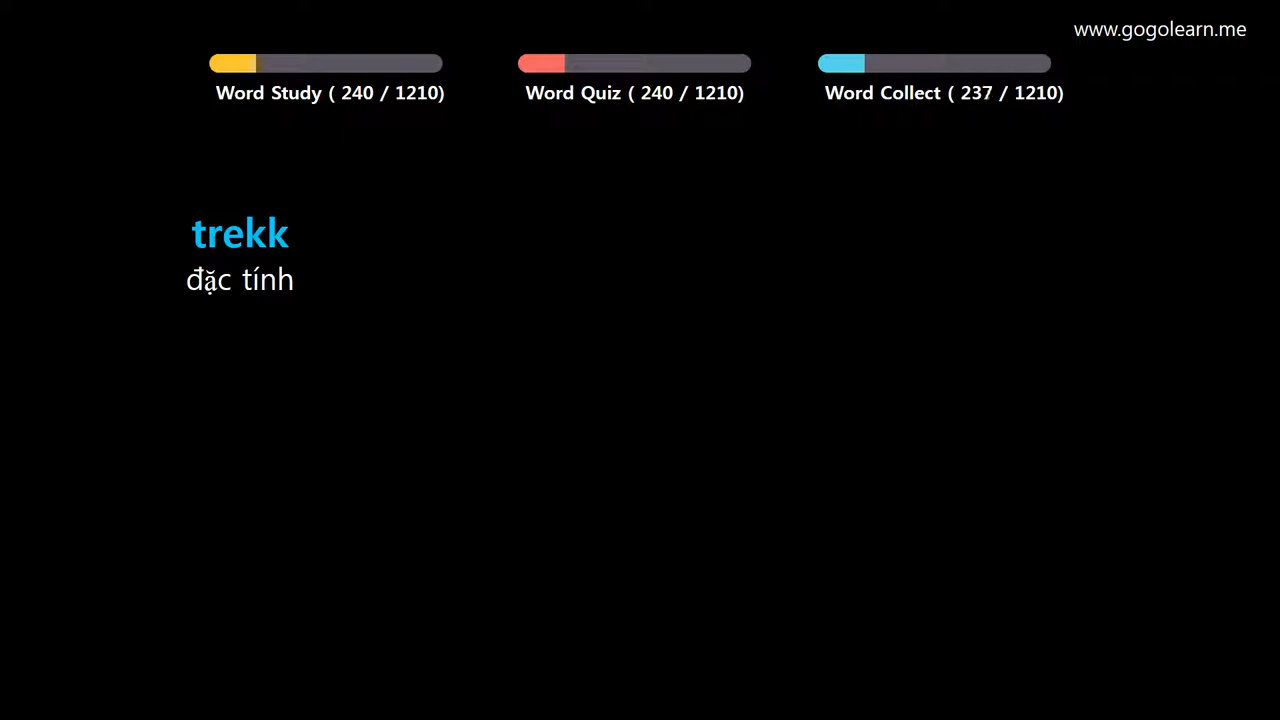 www.gogolearn.me
Word Study ( 240 / 1210)
Word Quiz ( 240 / 1210)
Word Collect ( 237 / 1210)
trekk
đặc tính